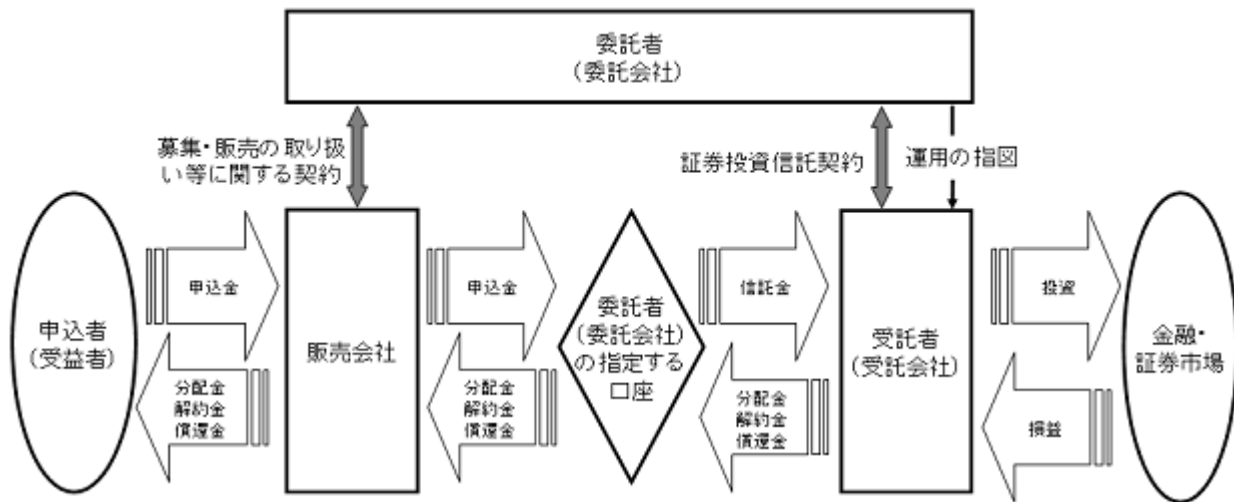 委託者
（委託会社）
募集・販売の取り扱
い等に関する契約
証券投資信託契約
運用の指図
申込者
（受益者）
申込金
分配金
解約金
償還金
販売会社
申込金
分配金
解約金
償還金
委託者
（委託会社）
の指定する
口座
信託金
分配金
解約金
償還金
受託者
（受託会社）
投資
損益
金融・
証券市場